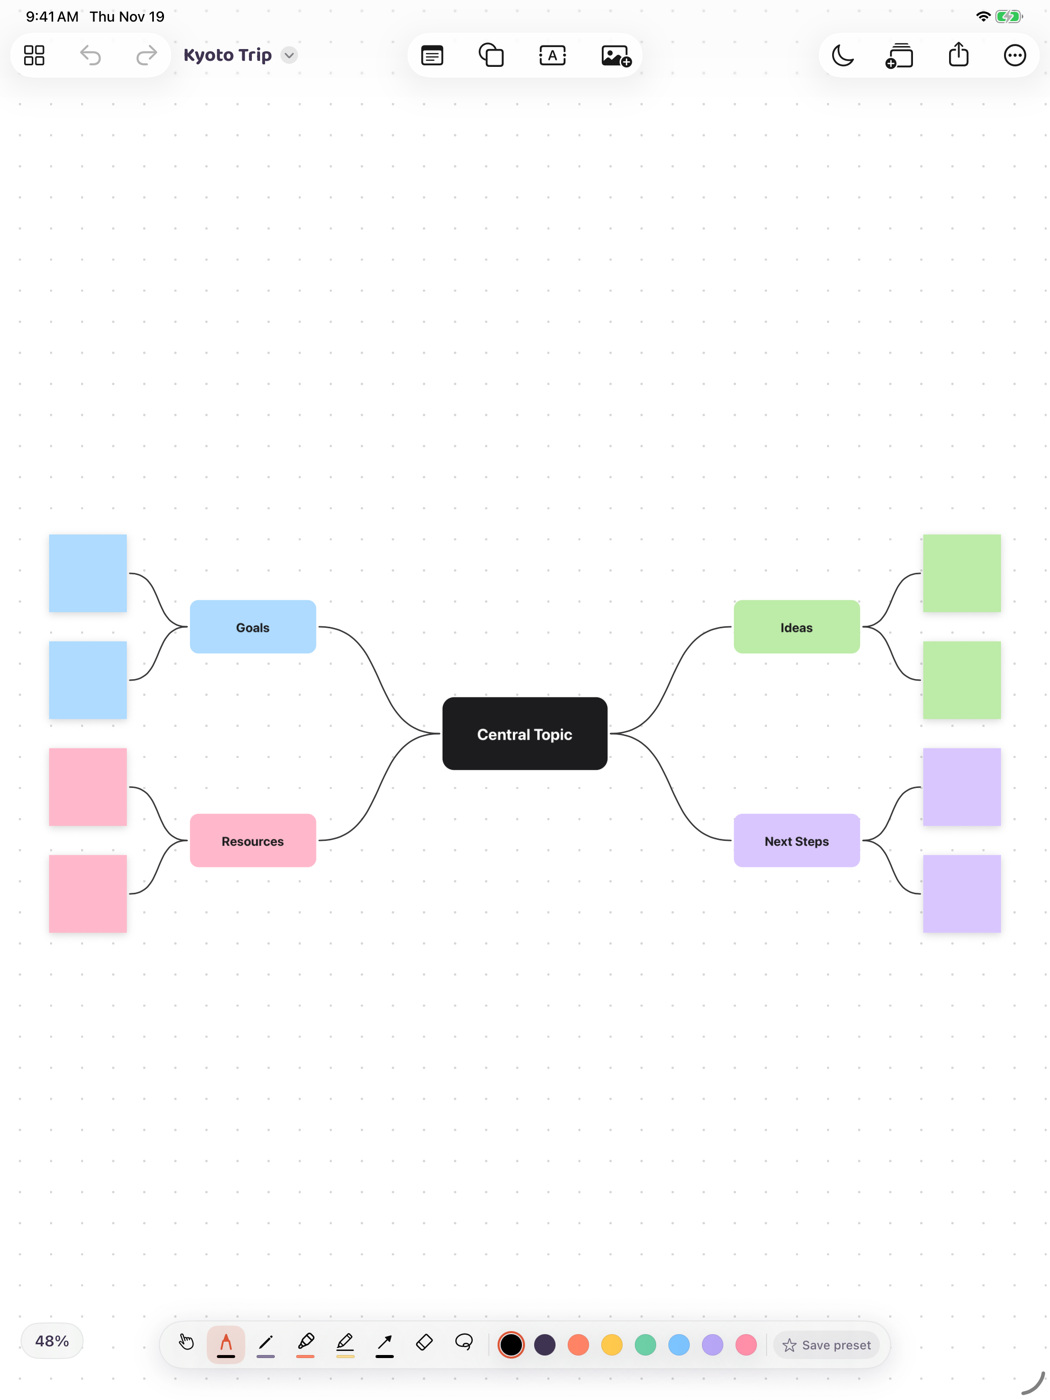 9:41 AM Thu Nov 19
Kyoto Trip
A
Goals
Ideas
Central Topic
Resources
Next Steps
48%
Save preset